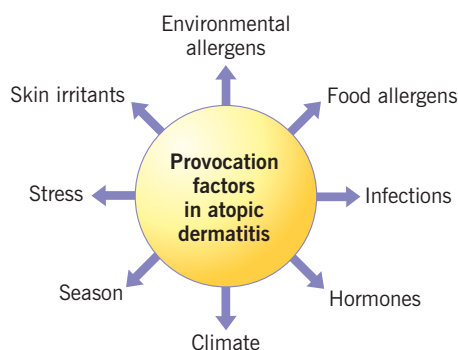 Environmental
allergens
Skin irritants
Food allergens
Provocation
factors
in atopic
dermatitis
Stress
Infections
Season
Hormones
Climate